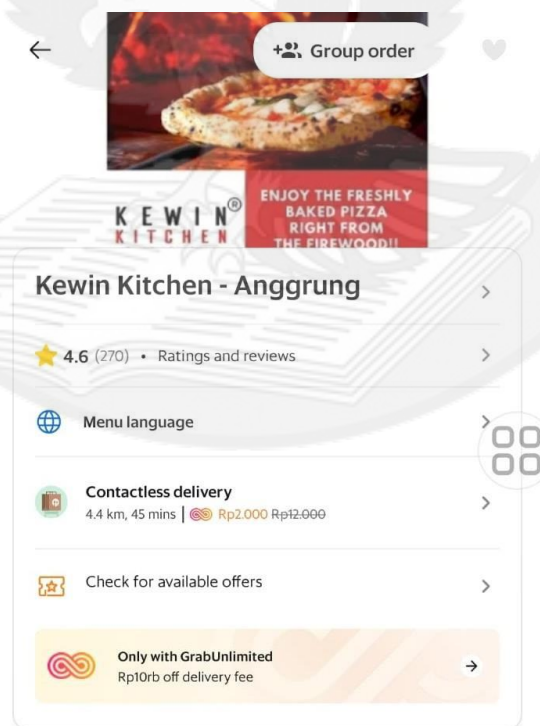 Group order
KEWIN®
KITCHEN
ENJOY THE FRESHLY
BAKED PIZZA
RIGHT FROM
THE FIREWOOD!!
Kewin Kitchen - Anggrung
4.6 (270) • Ratings and reviews
Menu language
Contactless delivery
4.4 km, 45 mins | Rp2.000 Rp12.000
Check for available offers
Only with GrabUnlimited
Rp10rb off delivery fee